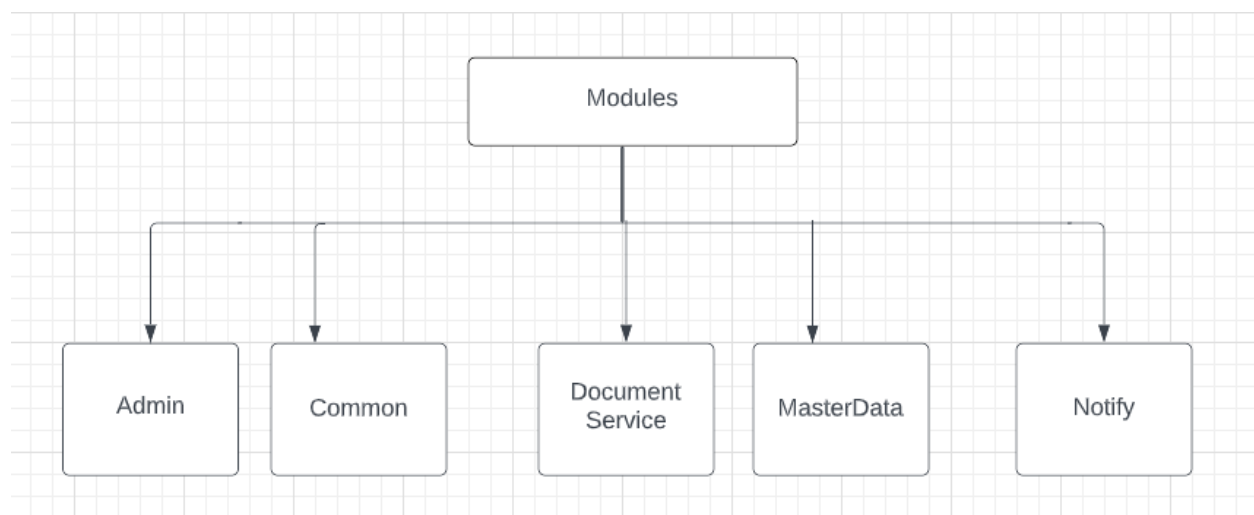 Modules
Admin
Common
Document
Service
MasterData
Notify